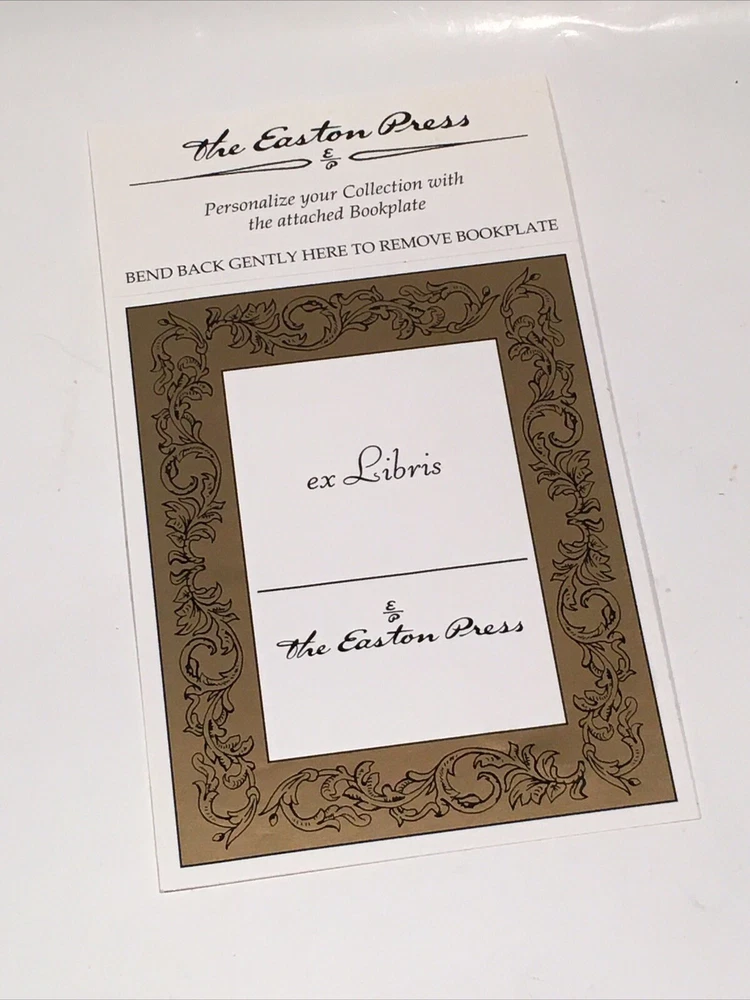 the Easton Press
E
P
Personalize your Collection with
the attached Bookplate
BEND BACK GENTLY HERE TO REMOVE BOOKPLATE
ex Libris
E
P
the Easton Press